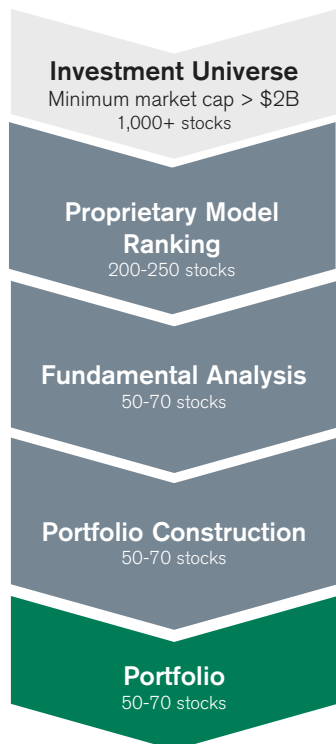 Investment Universe
Minimum market cap > $2B
1,000+ stocks
Proprietary Model
Ranking
200-250 stocks
Fundamental Analysis
50-70 stocks
Portfolio Construction
50-70 stocks
Portfolio
50-70 stocks